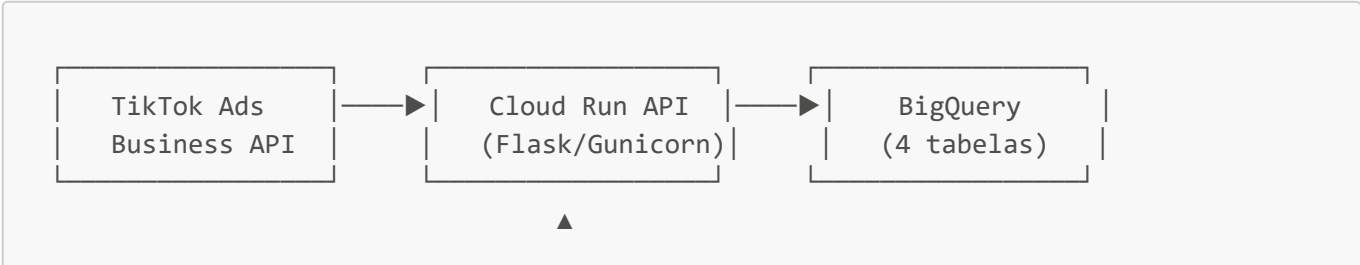 TikTok Ads Cloud Run API BigQuery
Business API (Flask/Gunicorn) (4 tabelas)